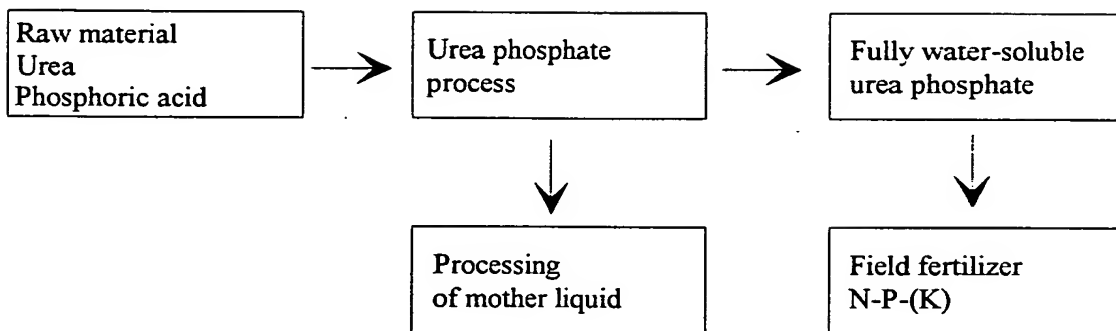 Raw material
Urea
Phosphoric acid
Urea phosphate
process
Fully water-soluble
urea phosphate
Processing
of mother liquid
Field fertilizer
N-P-(K)